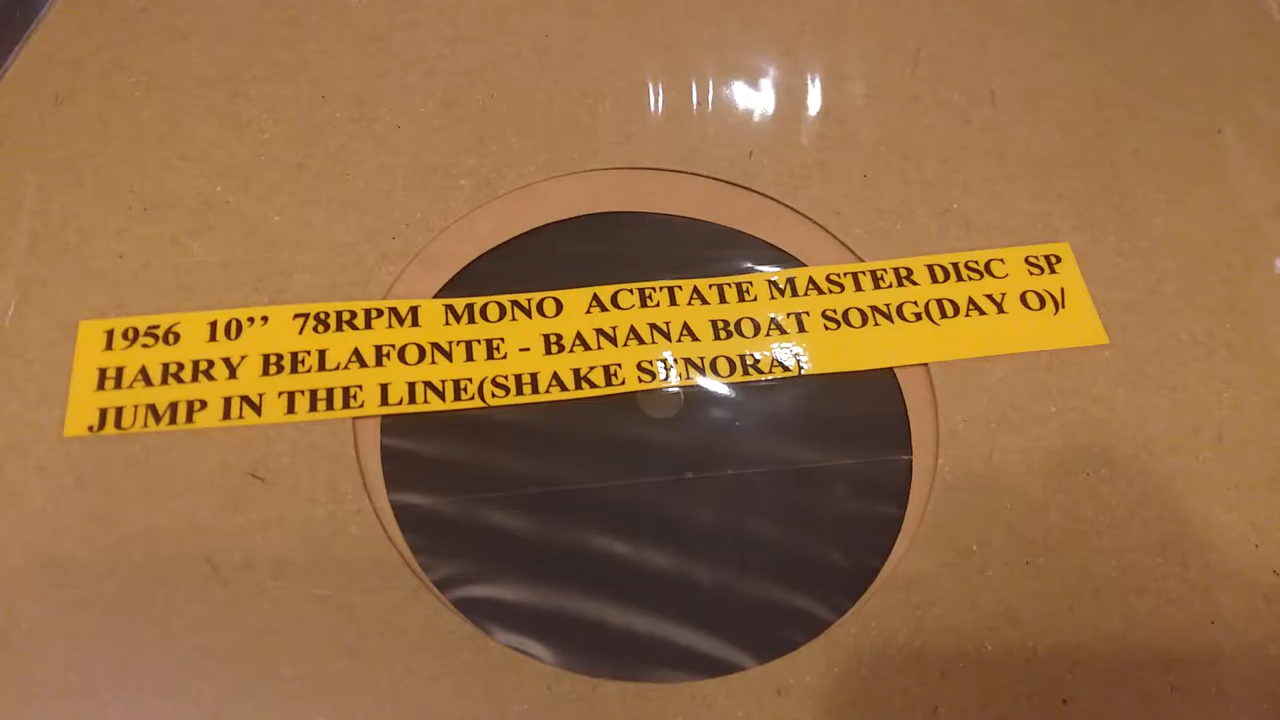 1956 10’’ 78RPM MONO ACETATE MASTER DISC SP
HARRY BELAFONTE - BANANA BOAT SONG(DAY O)/
JUMP IN THE LINE(SHAKE SENORA)